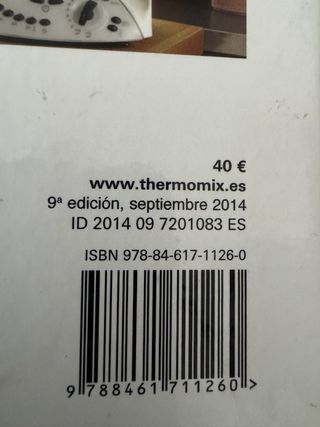 40 €
www.thermomix.es
9ª edición, septiembre 2014
ID 2014 09 7201083 ES
ISBN 978-84-617-1126-0
9 788461 711260 >